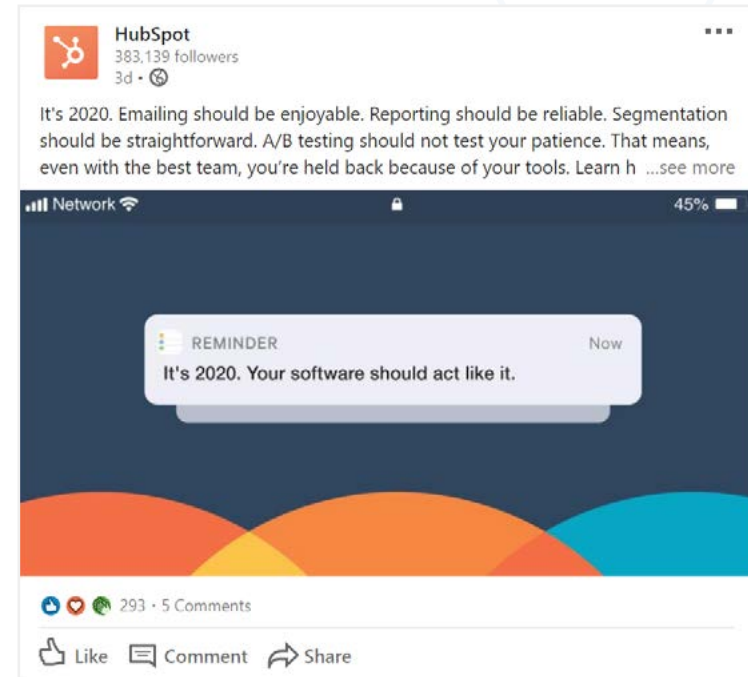 HubSpot
383,139 followers
3d •
It's 2020. Emailing should be enjoyable. Reporting should be reliable. Segmentation
should be straightforward. A/B testing should not test your patience. That means,
even with the best team, you're held back because of your tools. Learn h ...see more
Network 45%
REMINDER Now
It's 2020. Your software should act like it.
293 · 5 Comments
Like Comment Share